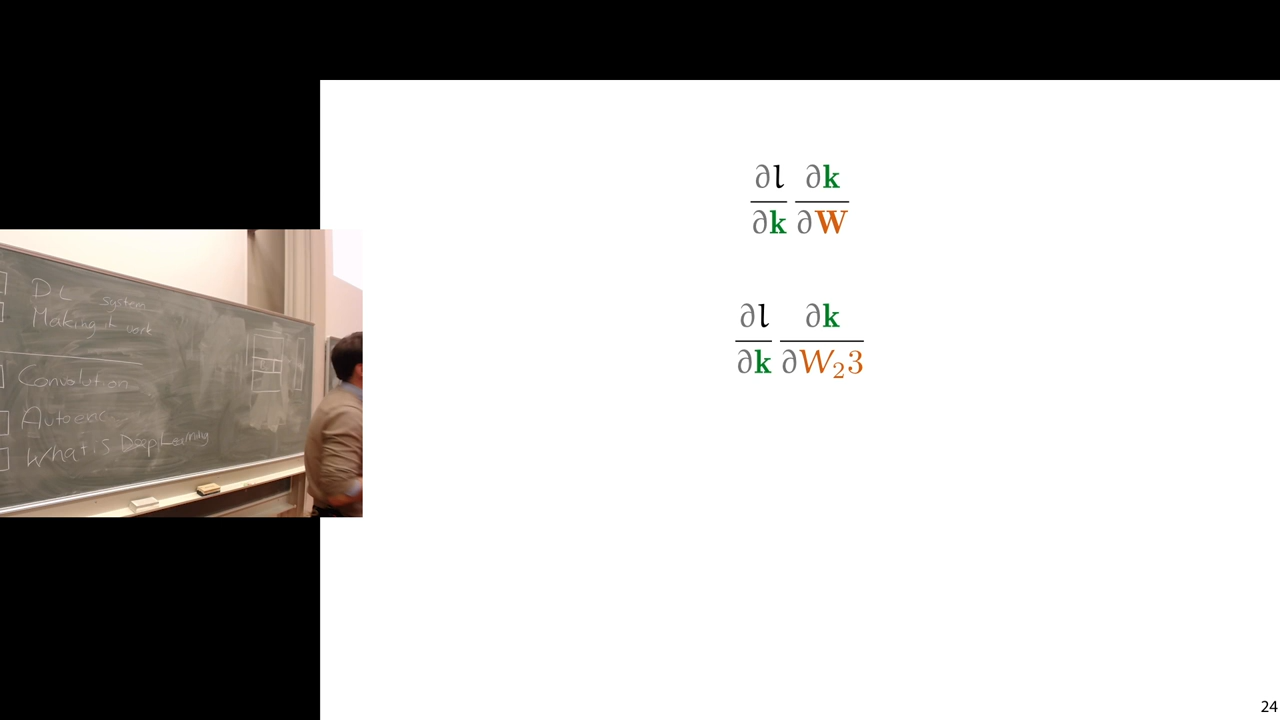 DL system
Making it work
Convolution
What is Deep Learning
∂l ∂k
∂k ∂W
∂l ∂k
∂k ∂W₂3
24